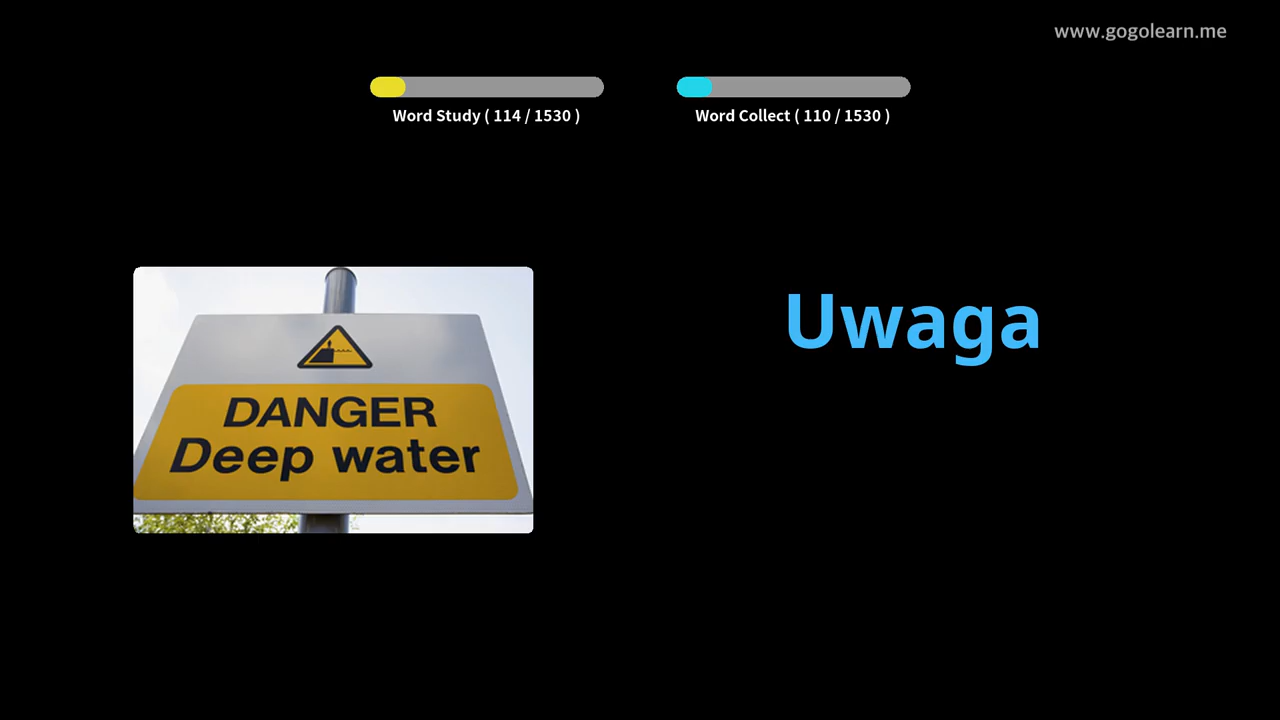 www.gogolearn.me
Word Study ( 114 / 1530 )
Word Collect ( 110 / 1530 )
DANGER
Deep water
Uwaga